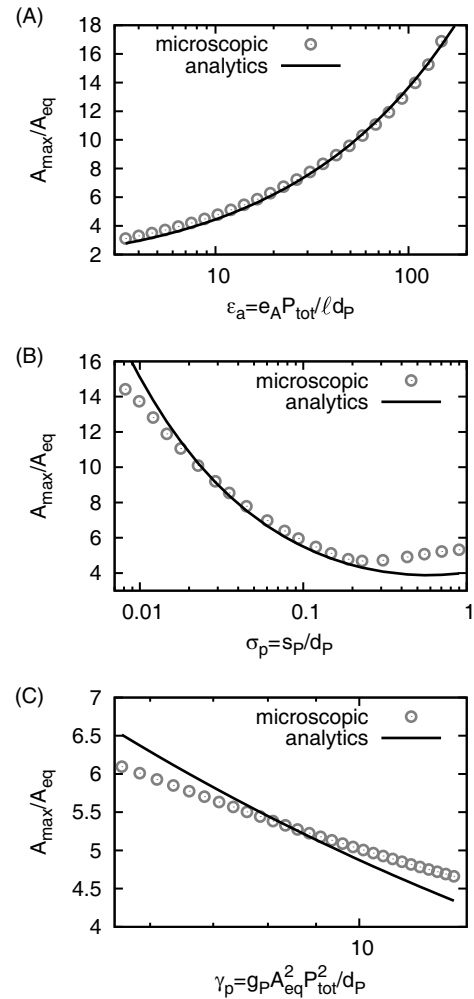 (A)
18
16
14
12
10
8
6
4
2
A_max/A_eq
microscopic
analytics
10
100
ε_a=e_A P_tot/ℓd_P
(B)
16
14
12
10
8
6
4
A_max/A_eq
microscopic
analytics
0.01
0.1
1
σ_p=s_P/d_P
(C)
7
6.5
6
5.5
5
4.5
4
A_max/A_eq
microscopic
analytics
10
γ_p=g_P A_eq^2 P_tot^2/d_P